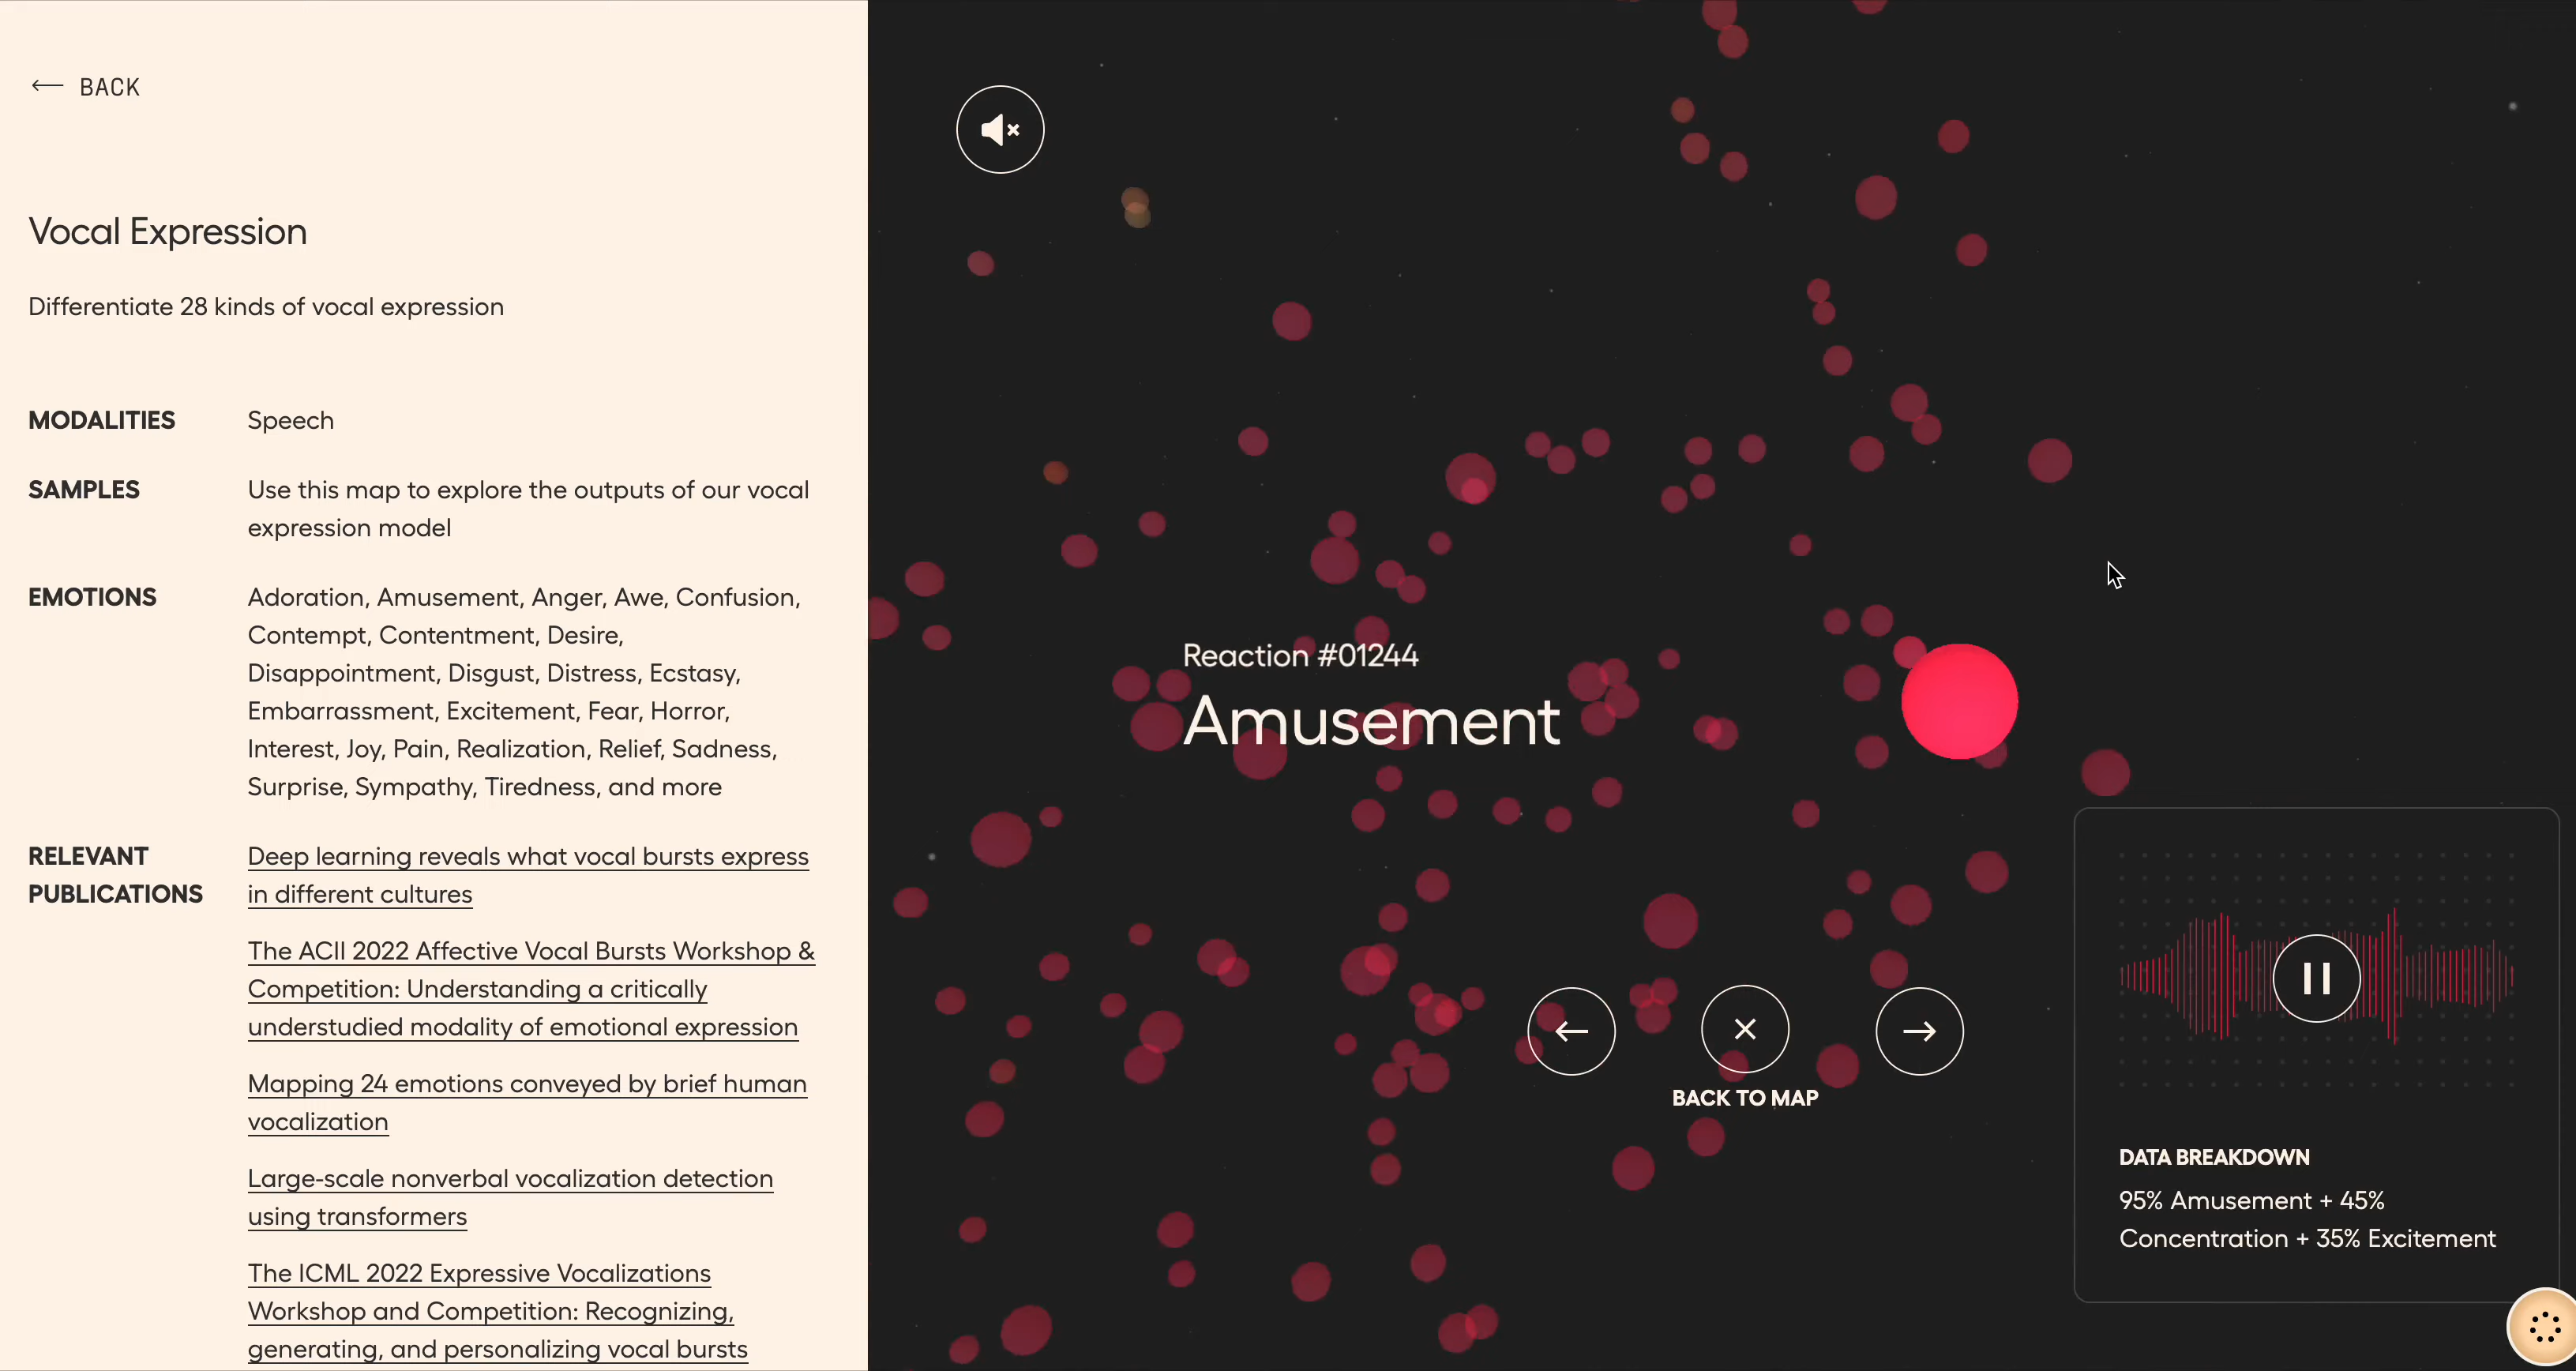 BACK
Vocal Expression
Differentiate 28 kinds of vocal expression
MODALITIES
Speech
SAMPLES
Use this map to explore the outputs of our vocal
expression model
EMOTIONS
Adoration, Amusement, Anger, Awe, Confusion,
Contempt, Contentment, Desire,
Disappointment, Disgust, Distress, Ecstasy,
Embarrassment, Excitement, Fear, Horror,
Interest, Joy, Pain, Realization, Relief, Sadness,
Surprise, Sympathy, Tiredness, and more
RELEVANT
PUBLICATIONS
Deep learning reveals what vocal bursts express
in different cultures
The ACII 2022 Affective Vocal Bursts Workshop &
Competition: Understanding a critically
understudied modality of emotional expression
Mapping 24 emotions conveyed by brief human
vocalization
Large-scale nonverbal vocalization detection
using transformers
The ICML 2022 Expressive Vocalizations
Workshop and Competition: Recognizing,
generating, and personalizing vocal bursts
Reaction #01244
Amusement
BACK TO MAP
DATA BREAKDOWN
95% Amusement + 45%
Concentration + 35% Excitement